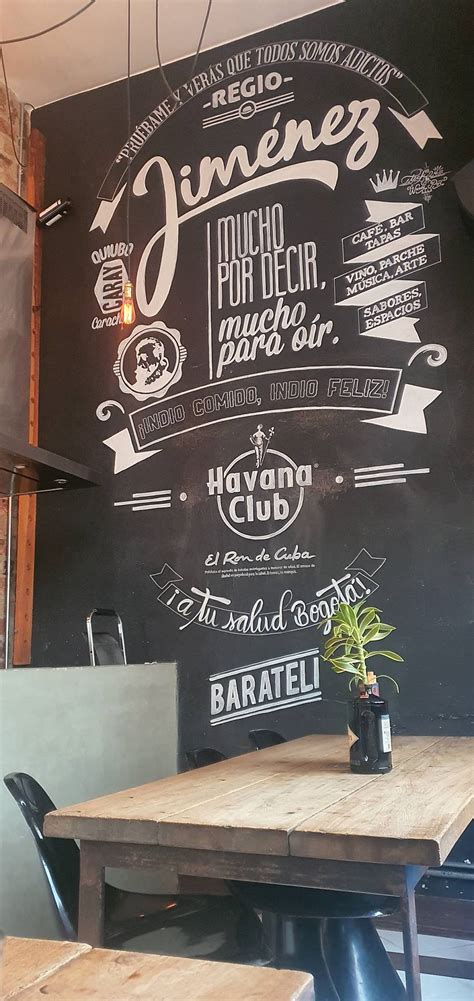 "PRUÉBAME Y VERÁS QUE TODOS SOMOS ADICTOS"
-REGIO-
Jiménez
QUIUBO
GARAY
Carach
MUCHO
POR DECIR,
mucho
para oír.
CAFÉ, BAR
TAPAS
VINO, PARCHE
MÚSICA, ARTE
SABORES,
ESPACIOS
¡INDIO COMIDO, INDIO FELIZ!
Havana
Club
El Ron de Cuba
¡a tu salud Bogotá!
BARATELI